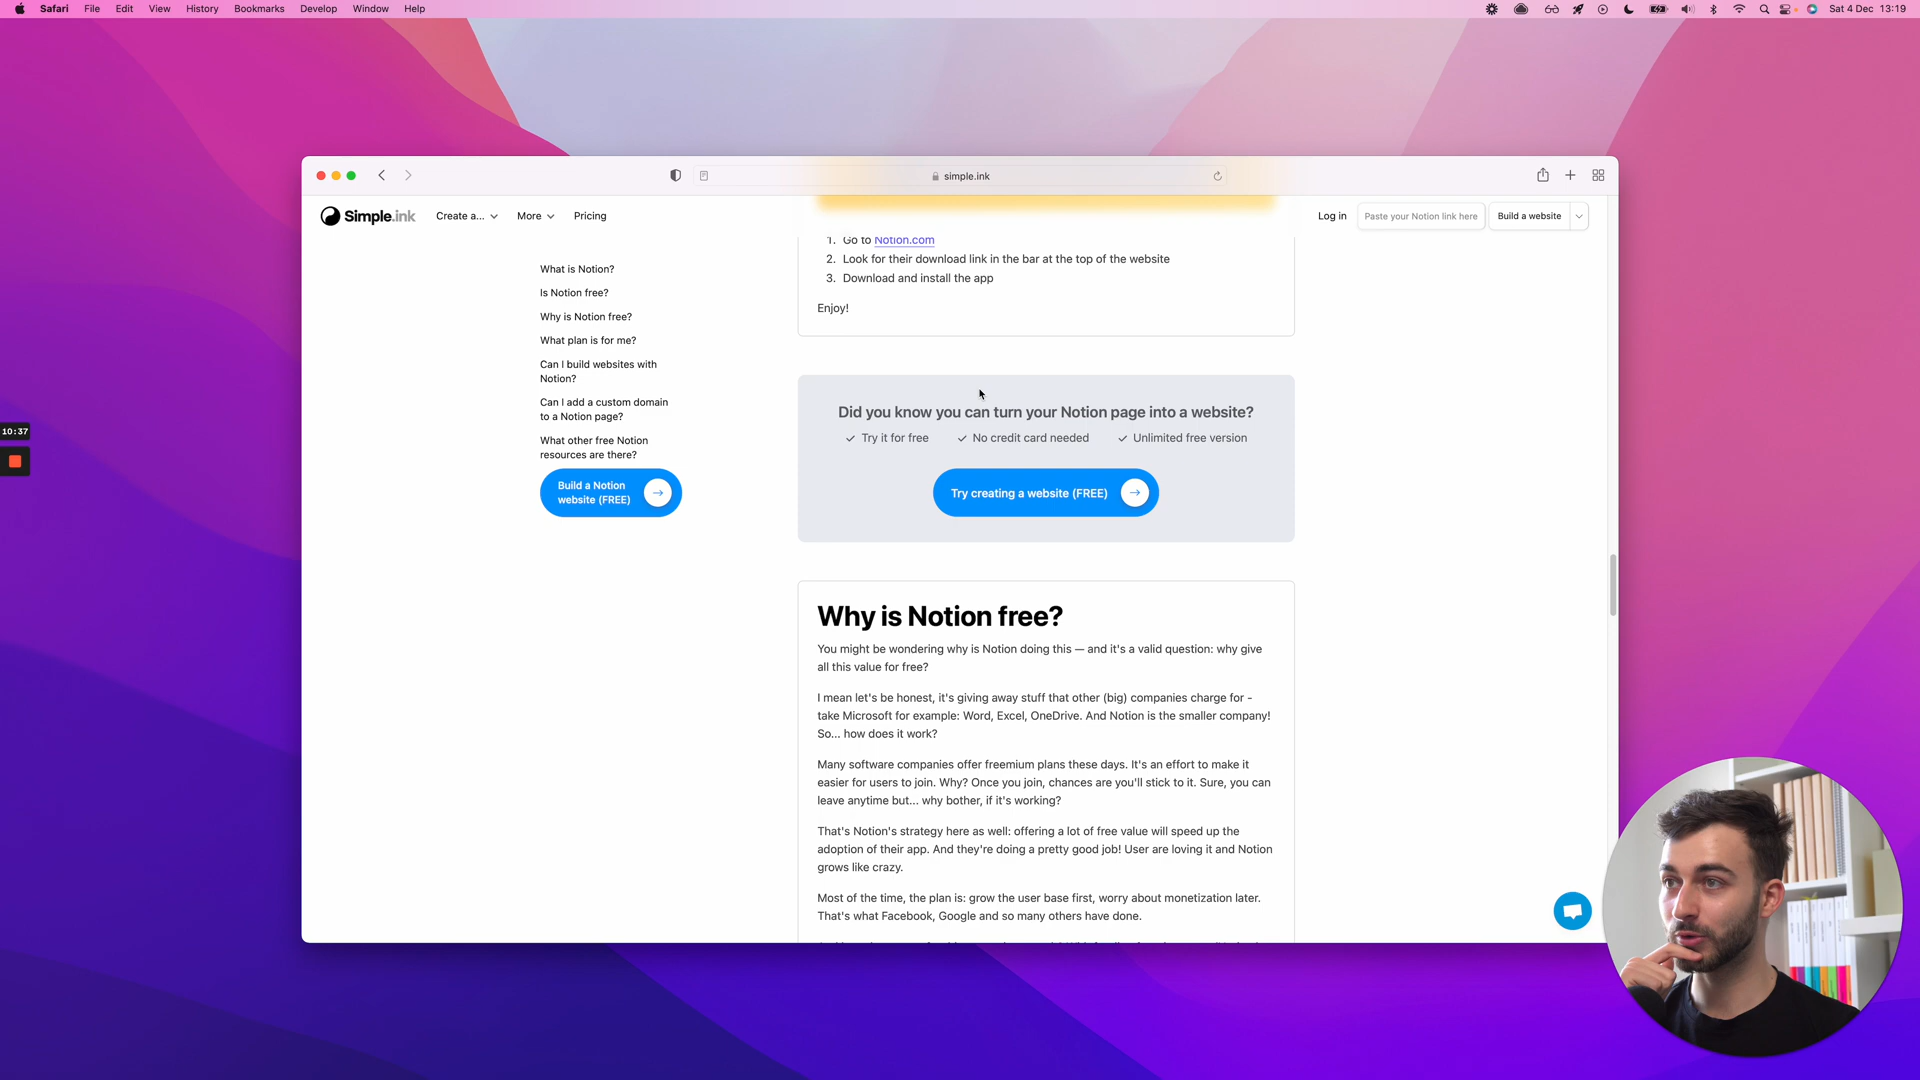 Safari File Edit View History Bookmarks Develop Window Help
Sat 4 Dec 13:19
simple.ink
Simple.ink
Create a...
More
Pricing
Log in
Paste your Notion link here
Build a website
What is Notion?
Is Notion free?
Why is Notion free?
What plan is for me?
Can I build websites with
Notion?
Can I add a custom domain
to a Notion page?
What other free Notion
resources are there?
Build a Notion
website (FREE)
10:37
1. Go to Notion.com
2. Look for their download link in the bar at the top of the website
3. Download and install the app
Enjoy!
Did you know you can turn your Notion page into a website?
Try it for free
No credit card needed
Unlimited free version
Try creating a website (FREE)
Why is Notion free?
You might be wondering why is Notion doing this — and it's a valid question: why give
all this value for free?
I mean let's be honest, it's giving away stuff that other (big) companies charge for -
take Microsoft for example: Word, Excel, OneDrive. And Notion is the smaller company!
So... how does it work?
Many software companies offer freemium plans these days. It's an effort to make it
easier for users to join. Why? Once you join, chances are you'll stick to it. Sure, you can
leave anytime but... why bother, if it's working?
That's Notion's strategy here as well: offering a lot of free value will speed up the
adoption of their app. And they're doing a pretty good job! User are loving it and Notion
grows like crazy.
Most of the time, the plan is: grow the user base first, worry about monetization later.
That's what Facebook, Google and so many others have done.